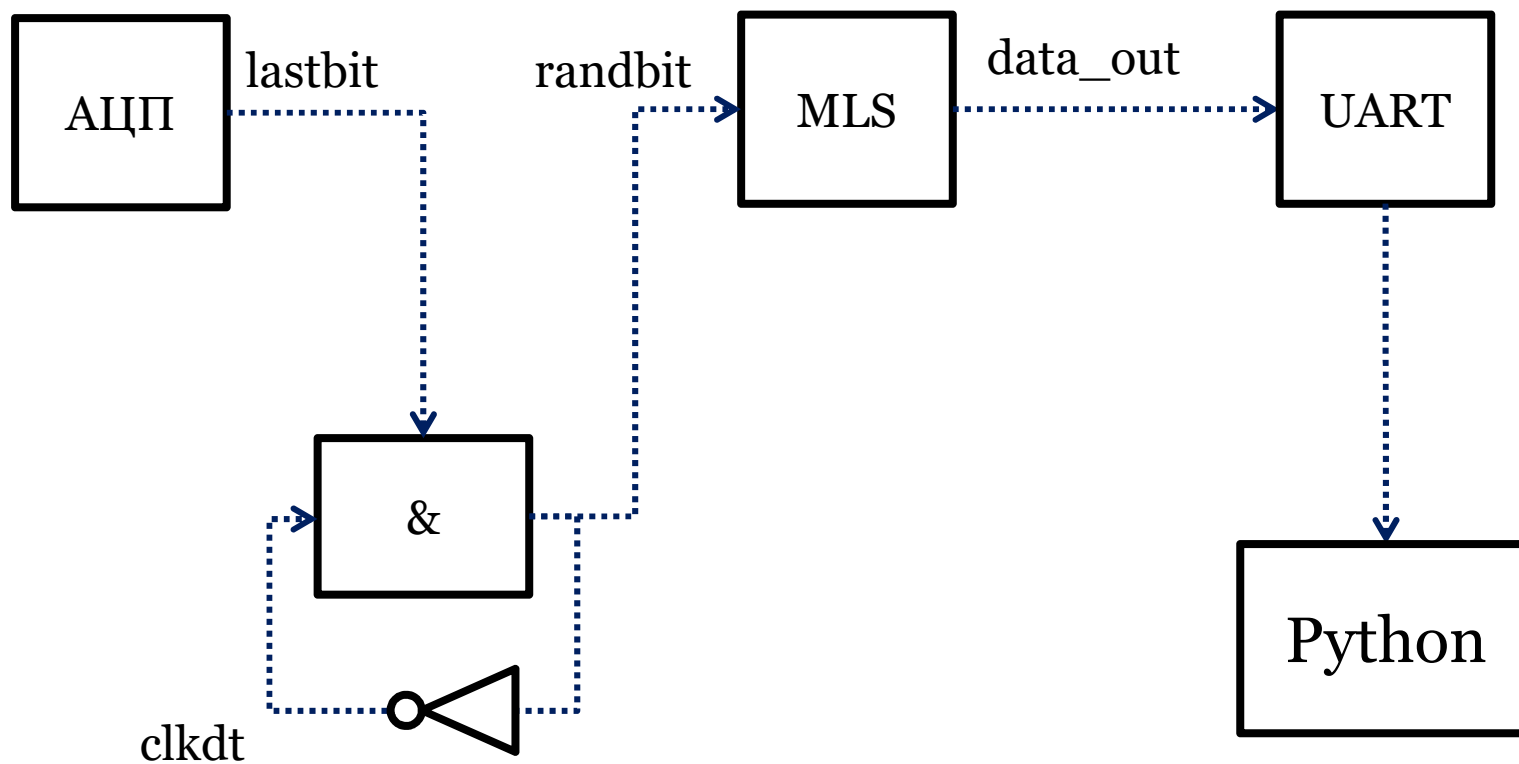 lastbit
randbit
data_out
АЦП
MLS
UART
&
Python
clkdt